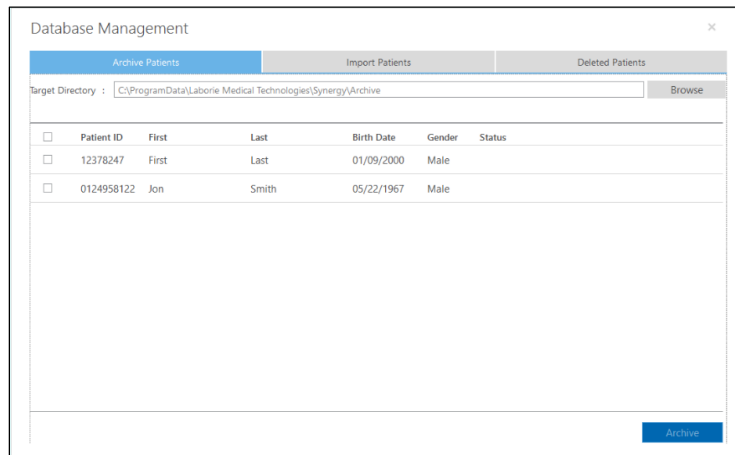 Database Management
Archive Patients Import Patients Deleted Patients
Target Directory : C:\ProgramData\Laborie Medical Technologies\Synergy\Archive Browse
Patient ID First Last Birth Date Gender Status
12378247 First Last 01/09/2000 Male
0124958122 Jon Smith 05/22/1967 Male
Archive